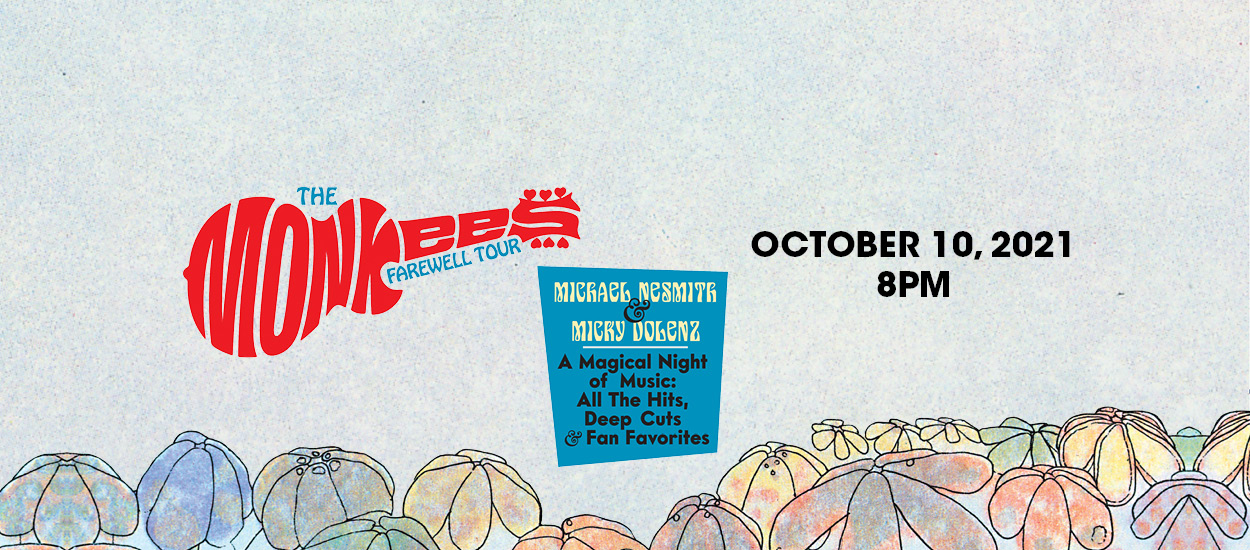 THE
MONKEES
FAREWELL TOUR
MICHAEL NESMITH
&
MICKY DOLENZ
A Magical Night
of Music:
All The Hits,
Deep Cuts
& Fan Favorites
OCTOBER 10, 2021
8PM